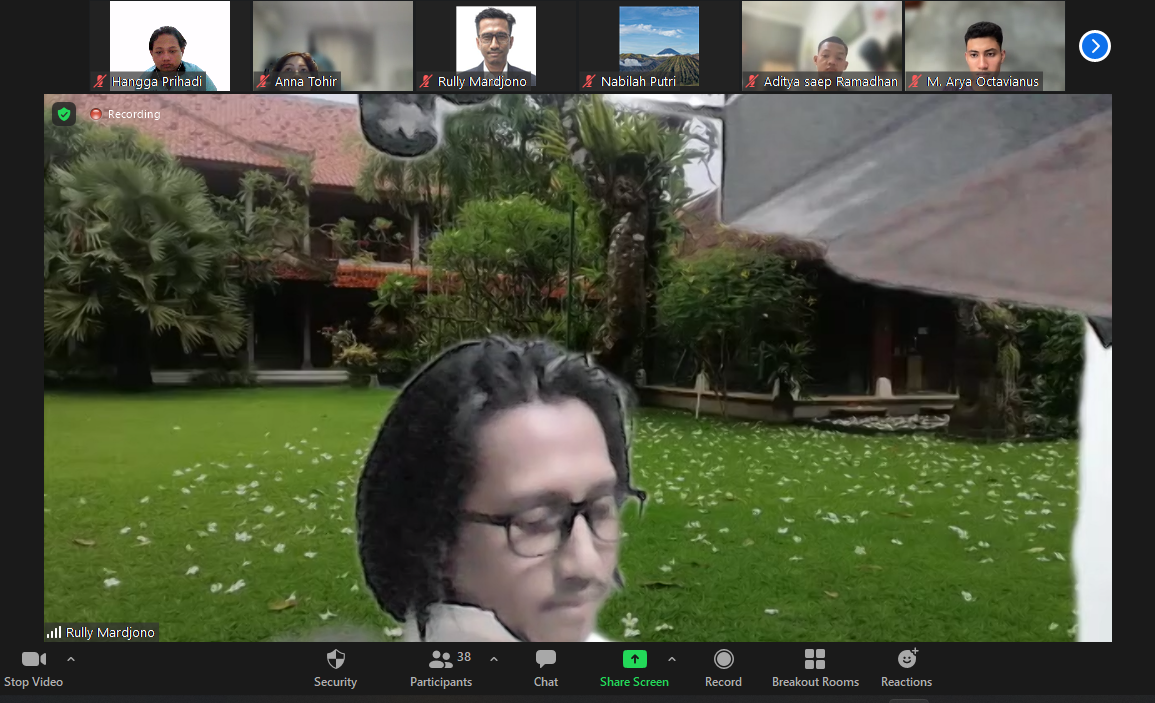 Hangga Prihadi
Anna Tohir
Rully Mardjono
Nabilah Putri
Aditya saep Ramadhan
M. Arya Octavianus
Recording
Rully Mardjono
38
Stop Video
Security
Participants
Chat
Share Screen
Record
Breakout Rooms
Reactions